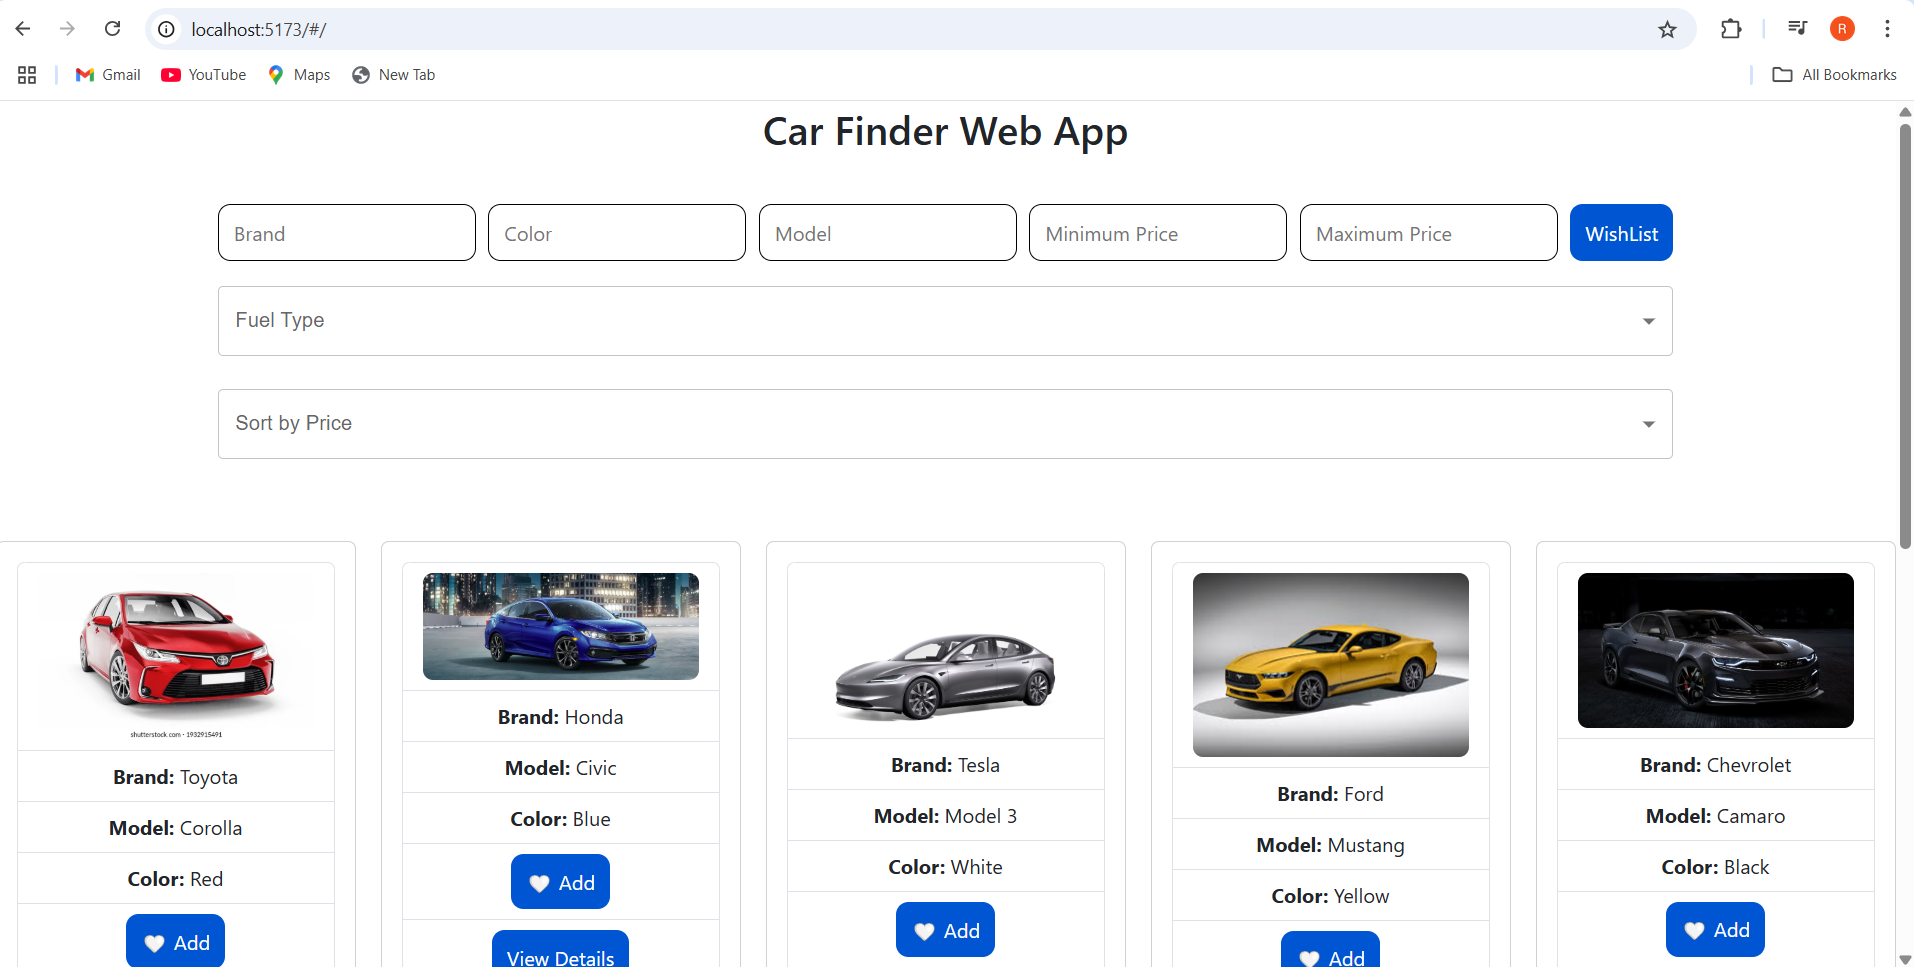 localhost:5173/#/
R
Gmail YouTube Maps New Tab All Bookmarks
Car Finder Web App
Brand Color Model Minimum Price Maximum Price WishList
Fuel Type
Sort by Price
shutterstock.com · 1932915491
Brand: Toyota
Model: Corolla
Color: Red
Add
Brand: Honda
Model: Civic
Color: Blue
Add
View Details
Brand: Tesla
Model: Model 3
Color: White
Add
Brand: Ford
Model: Mustang
Color: Yellow
Add
Brand: Chevrolet
Model: Camaro
Color: Black
Add